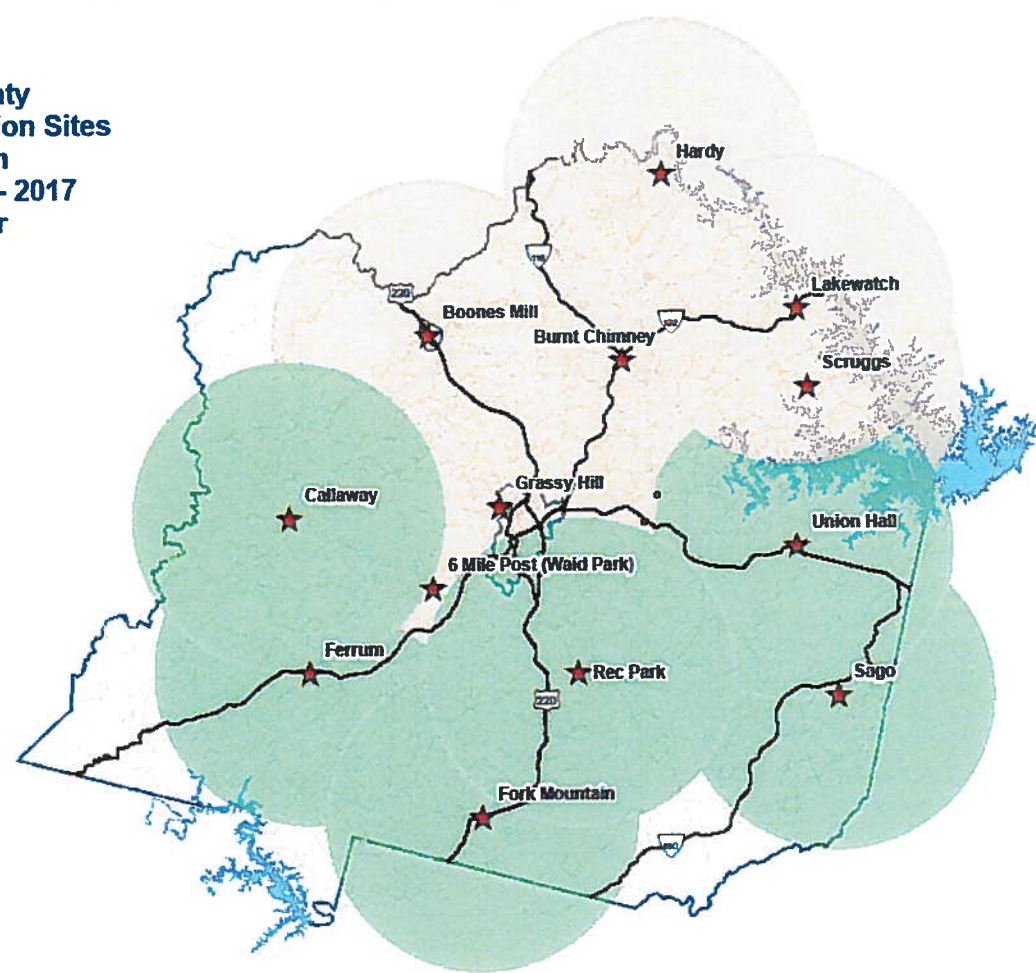 nty
ion Sites
n
- 2017
r
Hardy
220
Boones Mill
Lakewatch
Burnt Chimney
Scruggs
Grassy Hill
Callaway
Union Hall
6 Mile Post (Waid Park)
Ferrum
Rec Park
Sago
220
Fork Mountain